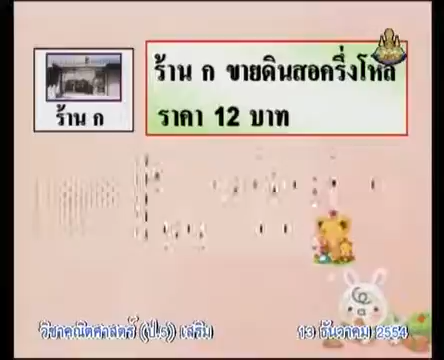 ร้าน ก ขายดินสอครึ่งโหล
ราคา 12 บาท
ร้าน ก
วิชาคณิตศาสตร์ (ป.5) เสริม
13 ธันวาคม 2554